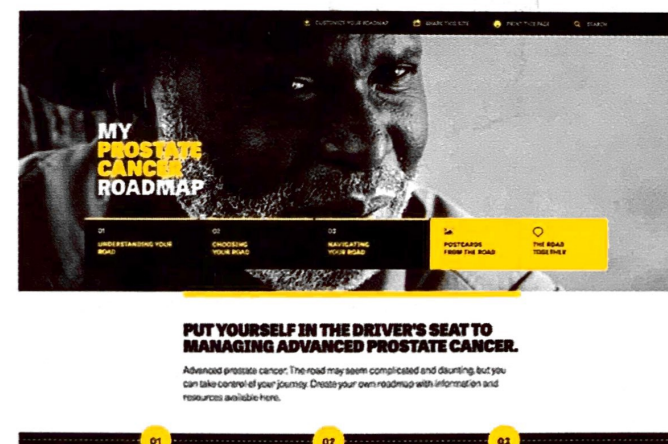 CUSTOMIZE YOUR ROADMAP
SHARE THIS SITE
PRINT THIS PAGE
SEARCH
MY
PROSTATE
CANCER
ROADMAP
01
UNDERSTANDING YOUR
ROAD
02
CHOOSING
YOUR ROAD
03
NAVIGATING
YOUR ROAD
POSTCARDS
FROM THE ROAD
THE ROAD
TOGETHER
PUT YOURSELF IN THE DRIVER'S SEAT TO
MANAGING ADVANCED PROSTATE CANCER.
Advanced prostate cancer. The road may seem complicated and daunting, but you
can take control of your journey. Create your own roadmap with information and
resources available here.
01
02
03